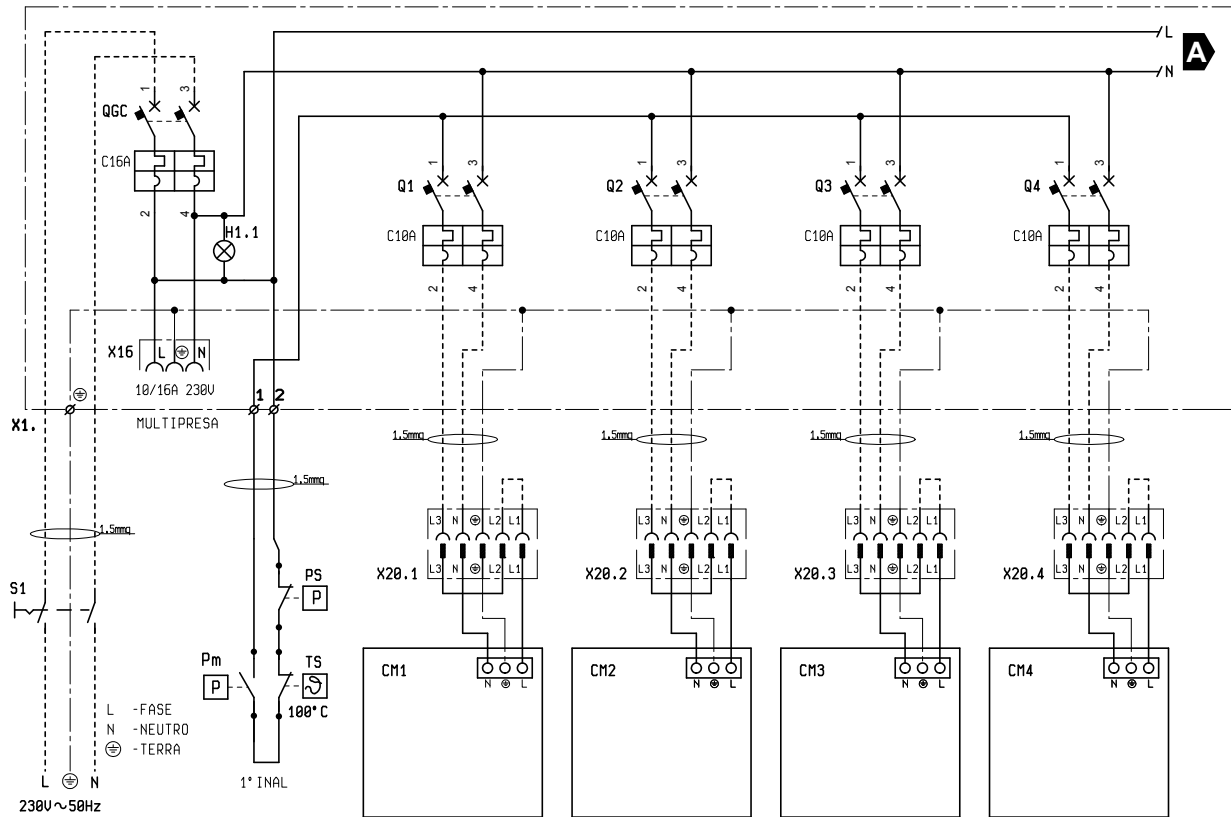 L
A
N
1 3
QGC
C16A
2 4
H1.1
1 3
Q1
C10A
2 4
1 3
Q2
C10A
2 4
1 3
Q3
C10A
2 4
1 3
Q4
C10A
2 4
X16 L N
10/16A 230V
MULTIPRESA
1 2
X1.
1.5mmq
1.5mmq
1.5mmq
1.5mmq
1.5mmq
1.5mmq
L3 N L2 L1
L3 N L2 L1
X20.1
L3 N L2 L1
L3 N L2 L1
X20.2
L3 N L2 L1
L3 N L2 L1
X20.3
L3 N L2 L1
L3 N L2 L1
X20.4
S1
PS
P
Pm
P
TS
100°C
1° INAL
CM1
N L
CM2
N L
CM3
N L
CM4
N L
L -FASE
N -NEUTRO
-TERRA
L N
230V~50Hz